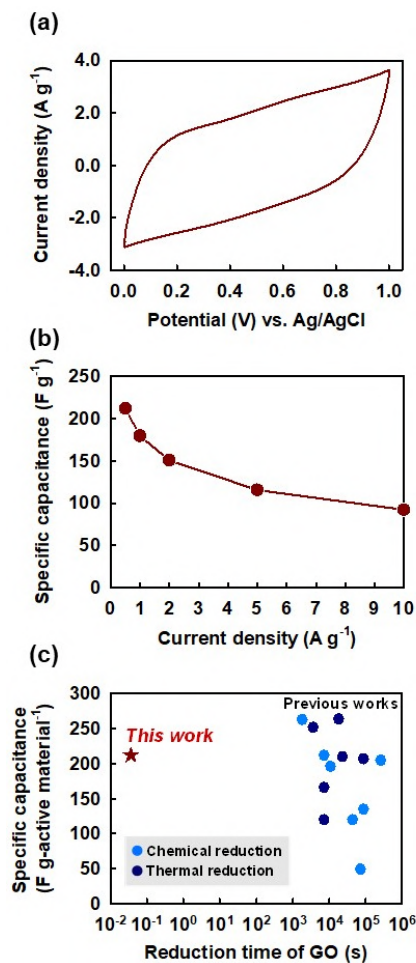 (a)
Current density (A g⁻¹)
4.0
2.0
0.0
-2.0
-4.0
0.0 0.2 0.4 0.6 0.8 1.0
Potential (V) vs. Ag/AgCl
(b)
Specific capacitance (F g⁻¹)
250
200
150
100
50
0
0 1 2 3 4 5 6 7 8 9 10
Current density (A g⁻¹)
(c)
Specific capacitance
(F g-active material⁻¹)
300
250
200
150
100
50
0
Previous works
This work
Chemical reduction
Thermal reduction
10⁻² 10⁻¹ 10⁰ 10¹ 10² 10³ 10⁴ 10⁵ 10⁶
Reduction time of GO (s)